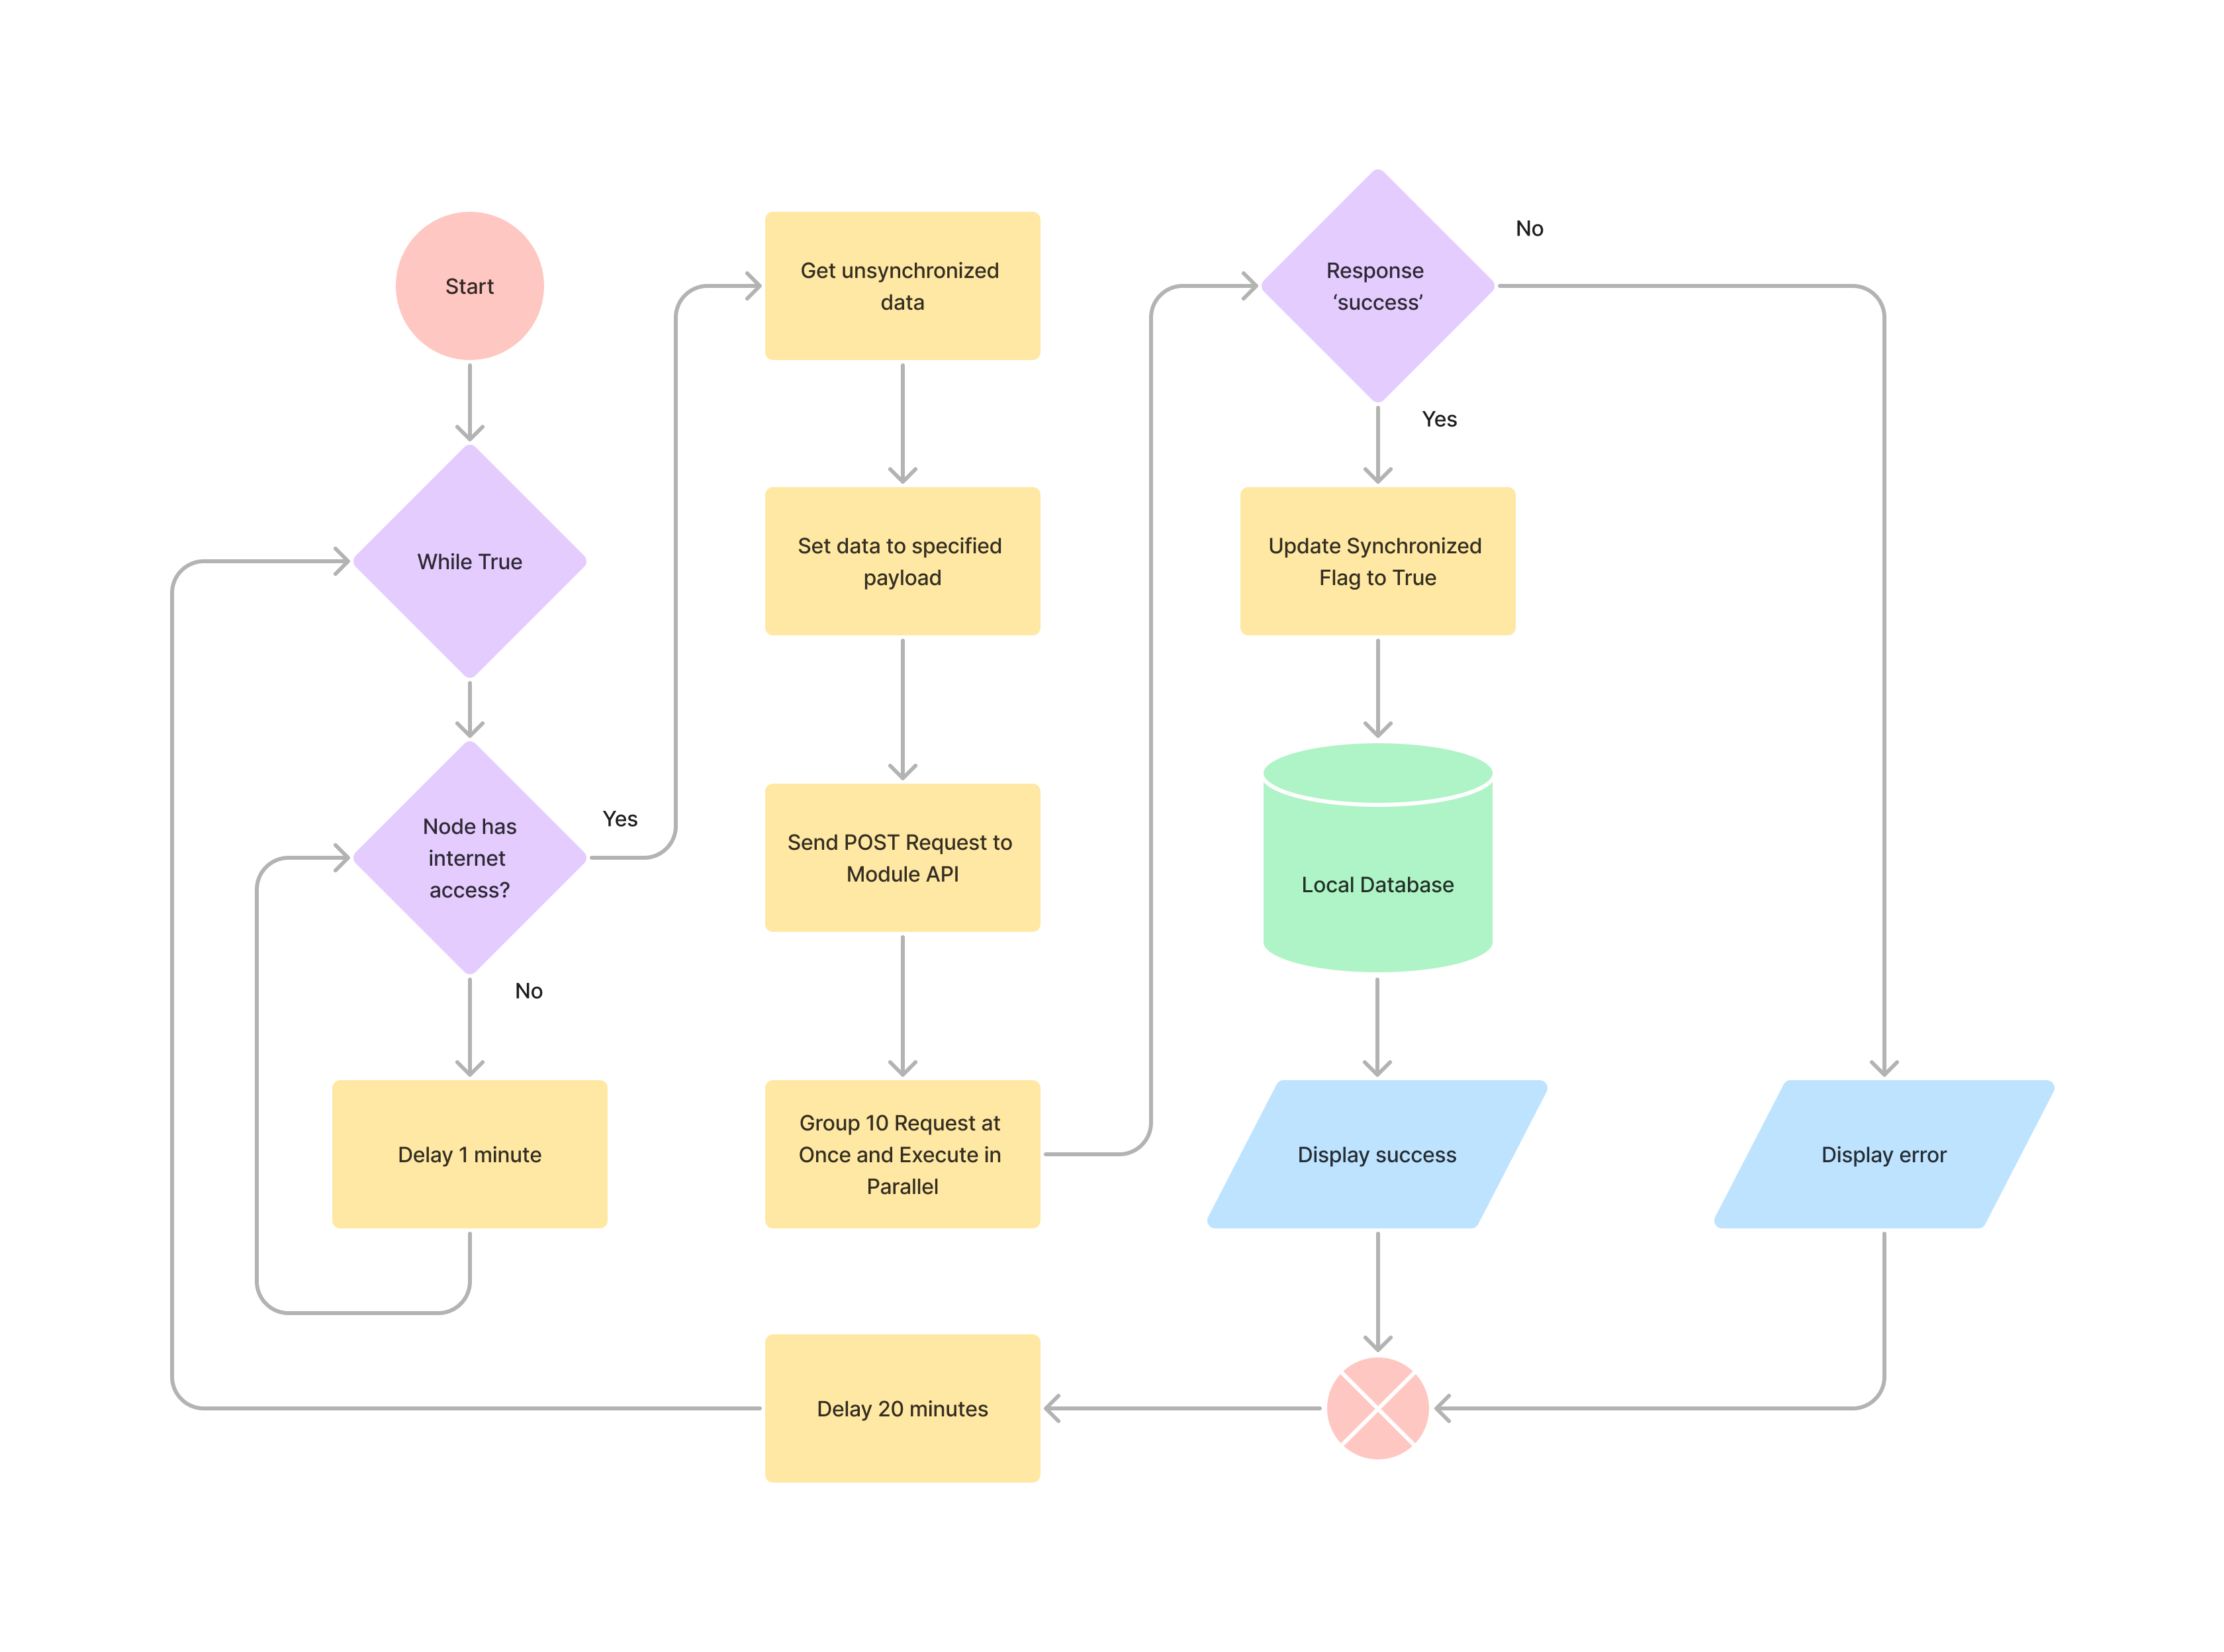 Start
While True
Node has
internet
access?
Yes
No
Delay 1 minute
Get unsynchronized
data
Set data to specified
payload
Send POST Request to
Module API
Group 10 Request at
Once and Execute in
Parallel
Response
‘success’
No
Yes
Update Synchronized
Flag to True
Local Database
Display success
Display error
Delay 20 minutes